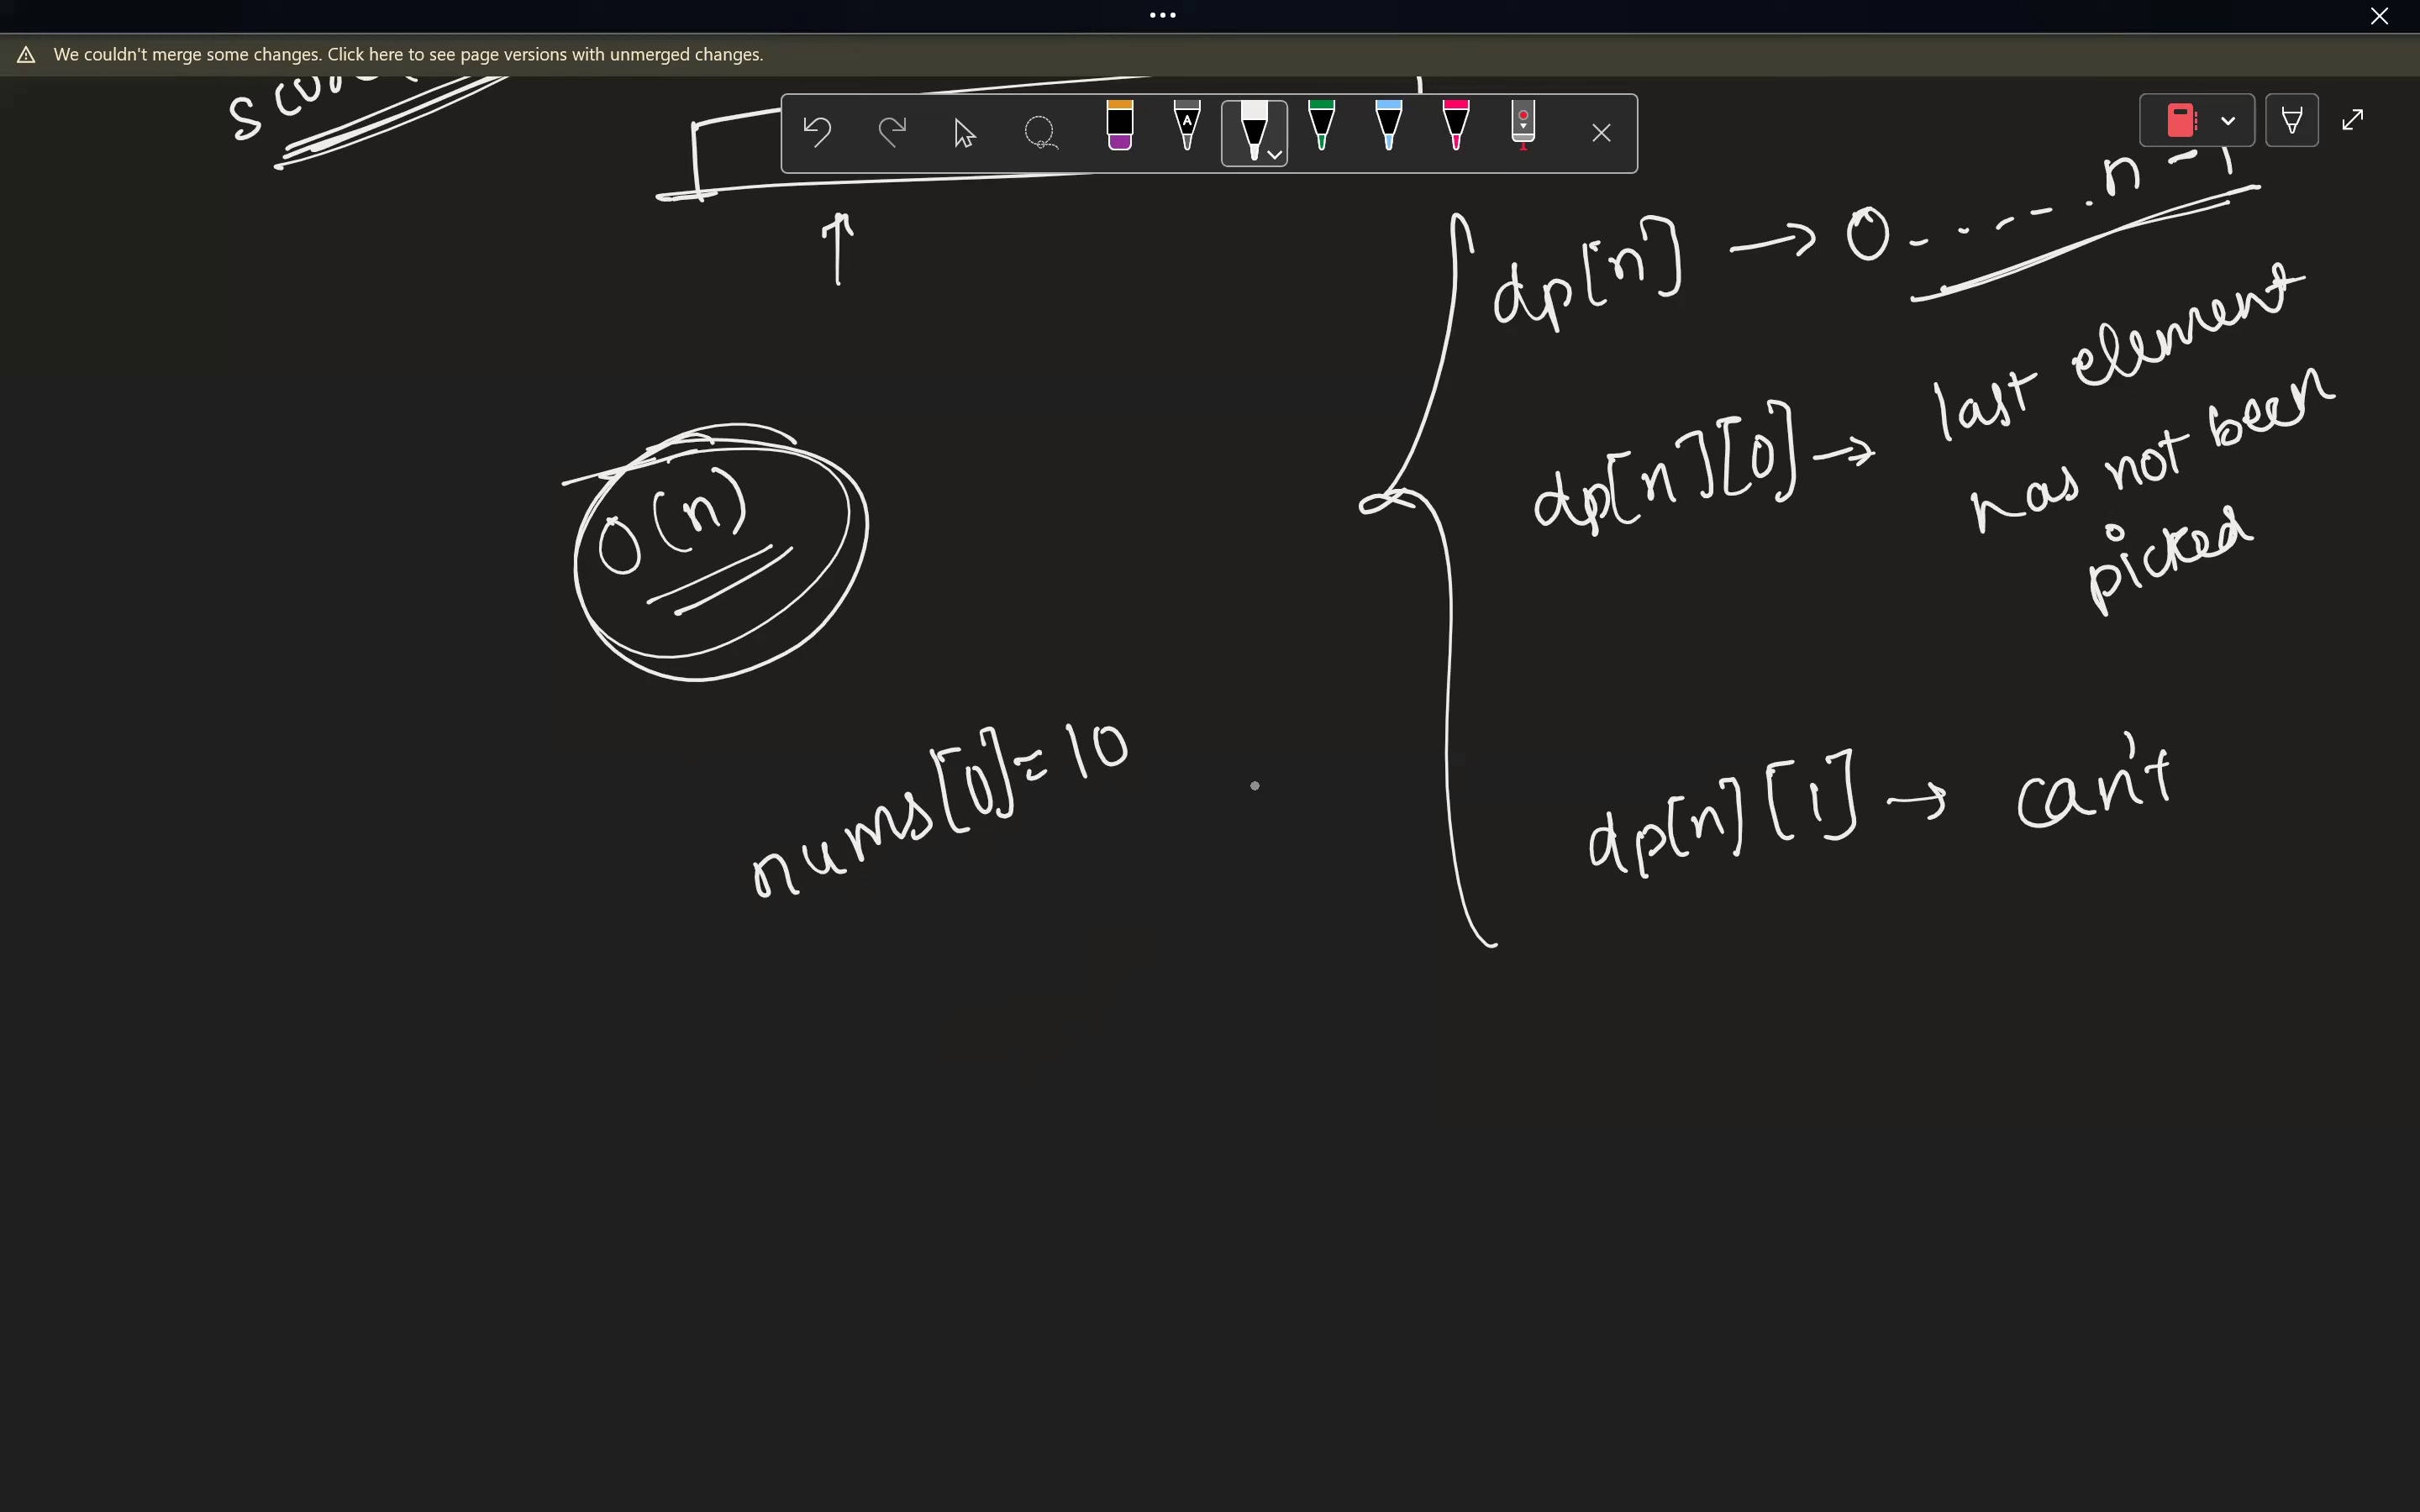 We couldn't merge some changes. Click here to see page versions with unmerged changes.
A
dp[n] → 0. . . - - - . n - 1
dp[n][0] → last element
has not been
picked
O(n)
nums[0] = 10
dp[n][1] → can't